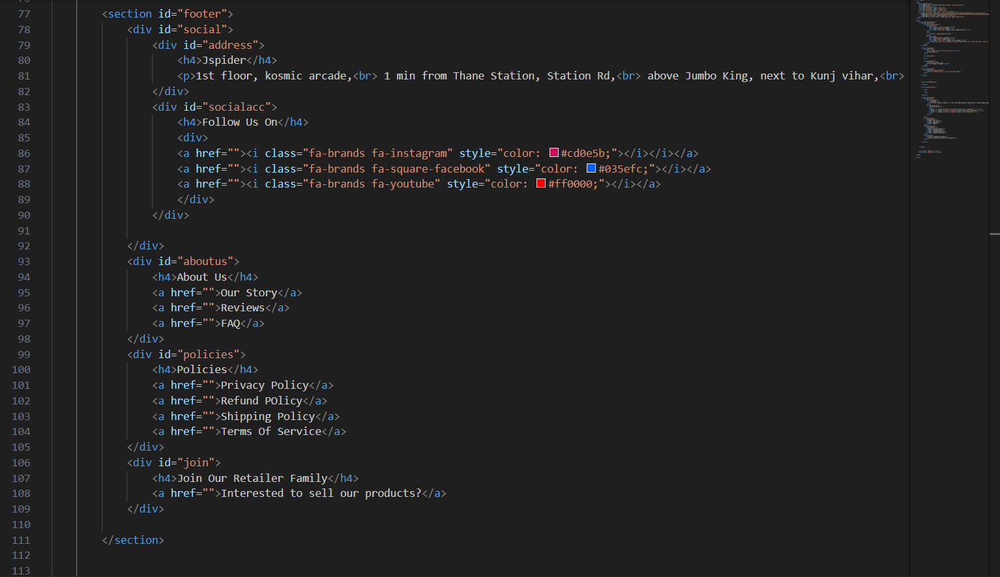 77 <section id="footer">
78 <div id="social">
79 <div id="address">
80 <h4>Jspider</h4>
81 <p>1st floor, kosmic arcade,<br> 1 min from Thane Station, Station Rd,<br> above Jumbo King, next to Kunj vihar,<br>
82 </div>
83 <div id="socialacc">
84 <h4>Follow Us On</h4>
85 <div>
86 <a href=""><i class="fa-brands fa-instagram" style="color: #cd0e5b;"></i></i></a>
87 <a href=""><i class="fa-brands fa-square-facebook" style="color: #035efc;"></i></a>
88 <a href=""><i class="fa-brands fa-youtube" style="color: #ff0000;"></i></a>
89 </div>
90 </div>
91
92 </div>
93 <div id="aboutus">
94 <h4>About Us</h4>
95 <a href="">Our Story</a>
96 <a href="">Reviews</a>
97 <a href="">FAQ</a>
98 </div>
99 <div id="policies">
100 <h4>Policies</h4>
101 <a href="">Privacy Policy</a>
102 <a href="">Refund POlicy</a>
103 <a href="">Shipping Policy</a>
104 <a href="">Terms Of Service</a>
105 </div>
106 <div id="join">
107 <h4>Join Our Retailer Family</h4>
108 <a href="">Interested to sell our products?</a>
109 </div>
110
111 </section>
112
113